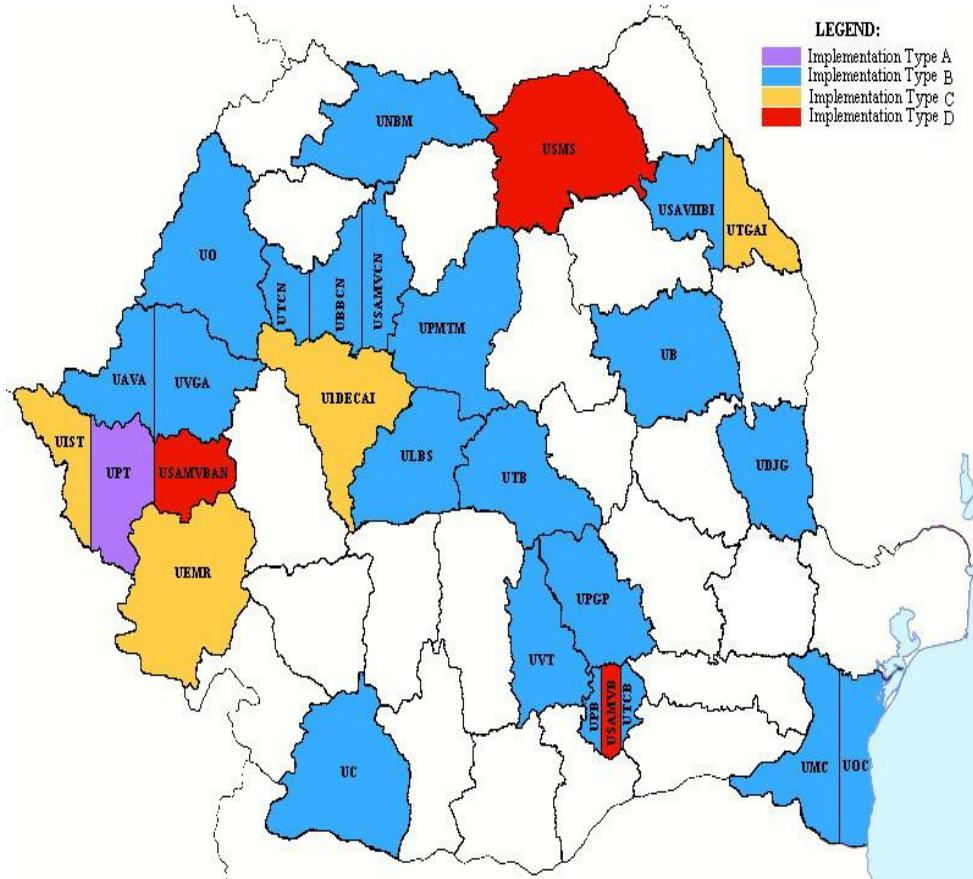 LEGEND:
Implementation Type A
Implementation Type B
Implementation Type C
Implementation Type D
UNBM
USMS
USAVIIBI
UTGAI
UO
UTCN
UBBCN
USAMVCN
UPMTM
UB
UAVA
UVGA
UIDECAI
UIST
UPT
USAMVBAN
ULBS
UTB
UDJG
UEMR
UPGP
UVT
UPB
USAMVB
UTCB
UC
UMC
UOC